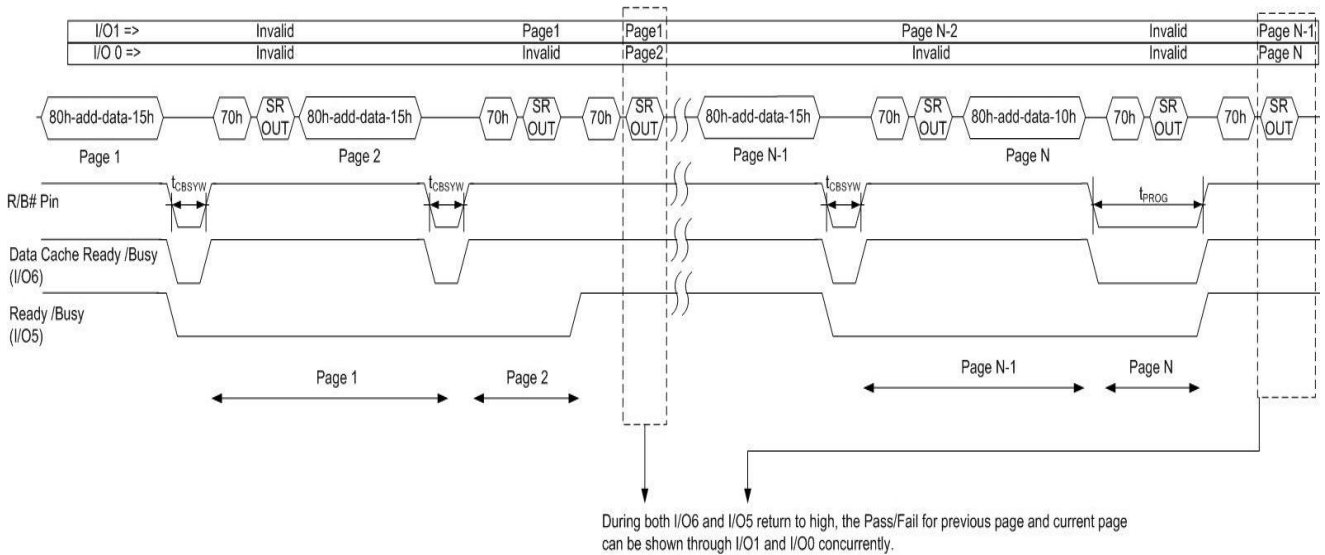 I/O1 => Invalid Page1 Page1 Page N-2 Invalid Page N-1
I/O 0 => Invalid Invalid Page2 Invalid Invalid Page N
80h-add-data-15h 70h SR OUT 80h-add-data-15h 70h SR OUT 70h SR OUT 80h-add-data-15h 70h SR OUT 80h-add-data-10h 70h SR OUT 70h SR OUT
Page 1 Page 2 Page N-1 Page N
R/B# Pin tCBSYW tCBSYW tCBSYW tPROG
Data Cache Ready /Busy
(I/O6)
Ready /Busy
(I/O5)
Page 1 Page 2 Page N-1 Page N
During both I/O6 and I/O5 return to high, the Pass/Fail for previous page and current page
can be shown through I/O1 and I/O0 concurrently.